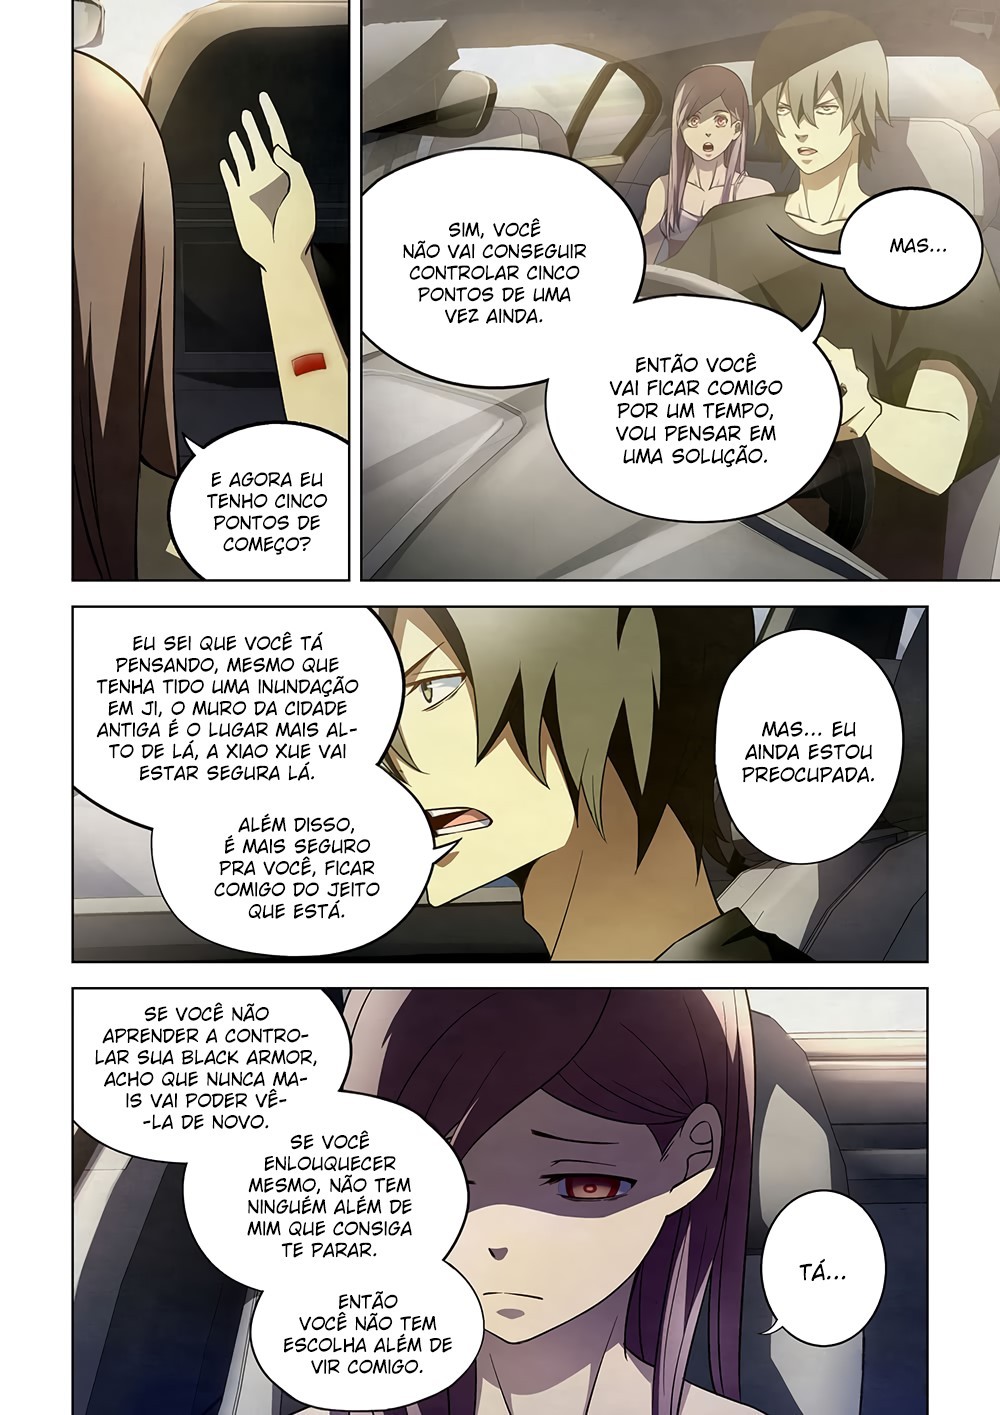 E AGORA EU
TENHO CINCO
PONTOS DE
COMEÇO?
SIM, VOCÊ
NÃO VAI CONSEGUIR
CONTROLAR CINCO
PONTOS DE UMA
VEZ AINDA.
ENTÃO VOCÊ
VAI FICAR COMIGO
POR UM TEMPO,
VOU PENSAR EM
UMA SOLUÇÃO.
MAS...
EU SEI QUE VOCÊ TÁ
PENSANDO, MESMO QUE
TENHA TIDO UMA INUNDAÇÃO
EM JI, O MURO DA CIDADE
ANTIGA É O LUGAR MAIS AL-
TO DE LÁ, A XIAO XUE VAI
ESTAR SEGURA LÁ.
ALÉM DISSO,
É MAIS SEGURO
PRA VOCÊ, FICAR
COMIGO DO JEITO
QUE ESTÁ.
MAS... EU
AINDA ESTOU
PREOCUPADA.
SE VOCÊ NÃO
APRENDER A CONTRO-
LAR SUA BLACK ARMOR,
ACHO QUE NUNCA MA-
IS VAI PODER VÊ-
-LA DE NOVO.
SE VOCÊ
ENLOUQUECER
MESMO, NÃO TEM
NINGUÉM ALÉM DE
MIM QUE CONSIGA
TE PARAR.
ENTÃO
VOCÊ NÃO TEM
ESCOLHA ALÉM DE
VIR COMIGO.
TÁ...